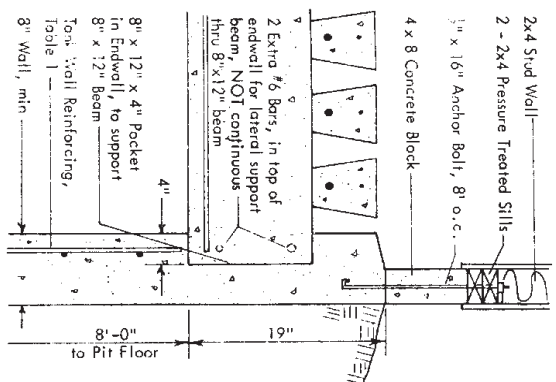 2x4 Stud Wall
2 - 2x4 Pressure Treated Sills
" x 16" Anchor Bolt, 8' o.c.
4 x 8 Concrete Block
2 Extra #6 Bars, in top of
endwall for lateral support
beam, NOT continuous
thru 8"x12" beam
8" x 12" x 4" Pocket
in Endwall, to support
8" x 12" Beam
Tank Wall Reinforcing,
Table 1
8" Wall, min
4"
19"
8'-0"
to Pit Floor